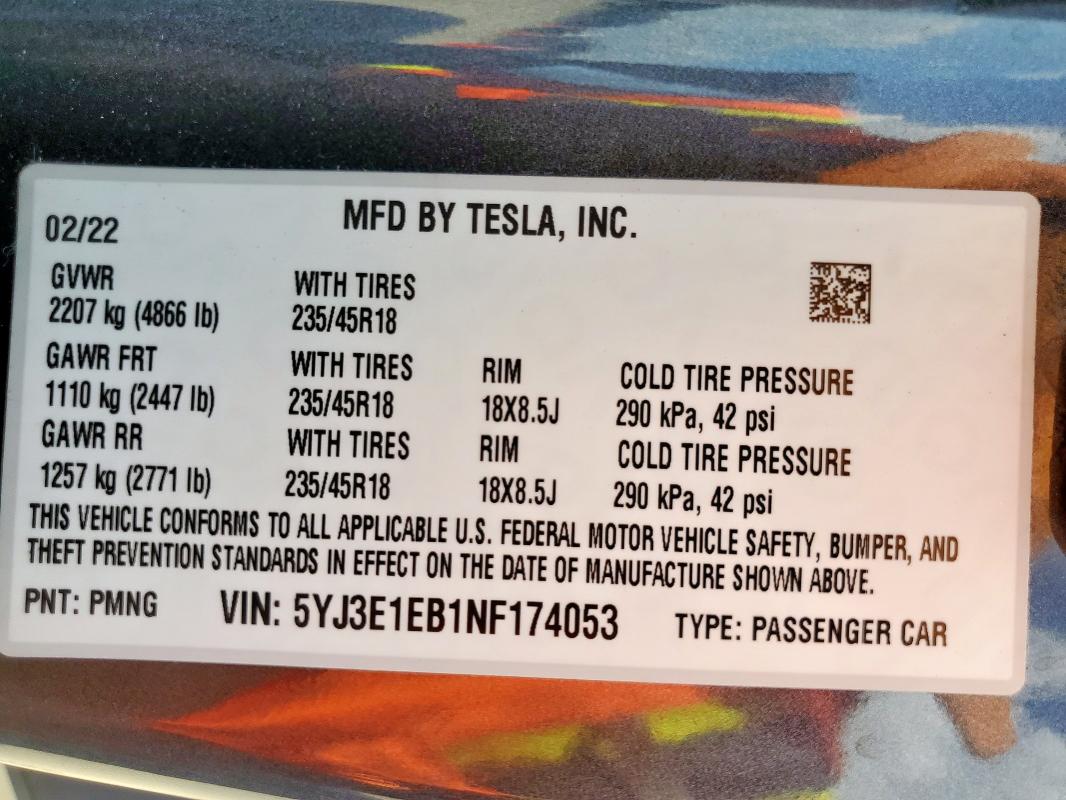 02/22 MFD BY TESLA, INC.
GVWR WITH TIRES
2207 kg (4866 lb) 235/45R18
GAWR FRT WITH TIRES RIM COLD TIRE PRESSURE
1110 kg (2447 lb) 235/45R18 18X8.5J 290 kPa, 42 psi
GAWR RR WITH TIRES RIM COLD TIRE PRESSURE
1257 kg (2771 lb) 235/45R18 18X8.5J 290 kPa, 42 psi
THIS VEHICLE CONFORMS TO ALL APPLICABLE U.S. FEDERAL MOTOR VEHICLE SAFETY, BUMPER, AND
THEFT PREVENTION STANDARDS IN EFFECT ON THE DATE OF MANUFACTURE SHOWN ABOVE.
PNT: PMNG VIN: 5YJ3E1EB1NF174053 TYPE: PASSENGER CAR